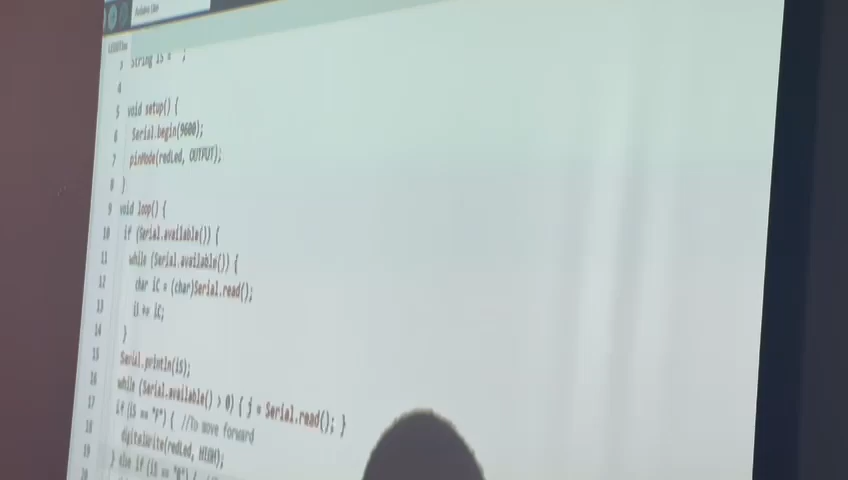 3 String iS = " ";
4
5 void setup() {
6 Serial.begin(9600);
7 pinMode(redLed, OUTPUT);
8 }
9 void loop() {
10 if (Serial.available()) {
11 while (Serial.available()) {
12 char iC = (char)Serial.read();
13 iS += iC;
14 }
15 Serial.println(iS);
16 while (Serial.available() > 0) { j = Serial.read(); }
17 if (iS == "F") { //To move forward
18 digitalWrite(redLed, HIGH);
19 } else if (iS == "B") {
20